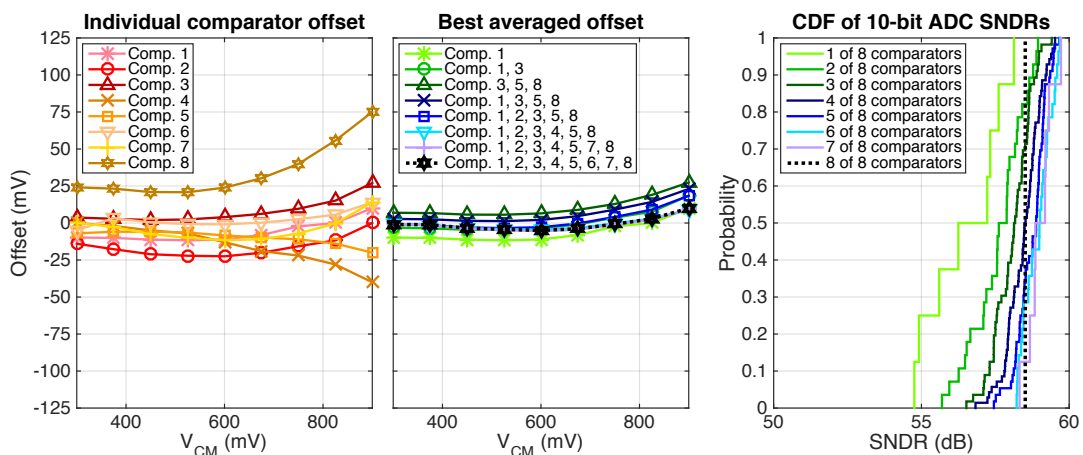 Individual comparator offset
Offset (mV)
125
100
75
50
25
0
-25
-50
-75
-100
-125
Comp. 1
Comp. 2
Comp. 3
Comp. 4
Comp. 5
Comp. 6
Comp. 7
Comp. 8
400
600
800
V_CM (mV)
Best averaged offset
Comp. 1
Comp. 1, 3
Comp. 3, 5, 8
Comp. 1, 3, 5, 8
Comp. 1, 2, 3, 5, 8
Comp. 1, 2, 3, 4, 5, 8
Comp. 1, 2, 3, 4, 5, 7, 8
Comp. 1, 2, 3, 4, 5, 6, 7, 8
400
600
800
V_CM (mV)
CDF of 10-bit ADC SNDRs
Probability
1
0.9
0.8
0.7
0.6
0.5
0.4
0.3
0.2
0.1
0
1 of 8 comparators
2 of 8 comparators
3 of 8 comparators
4 of 8 comparators
5 of 8 comparators
6 of 8 comparators
7 of 8 comparators
8 of 8 comparators
50
55
60
SNDR (dB)